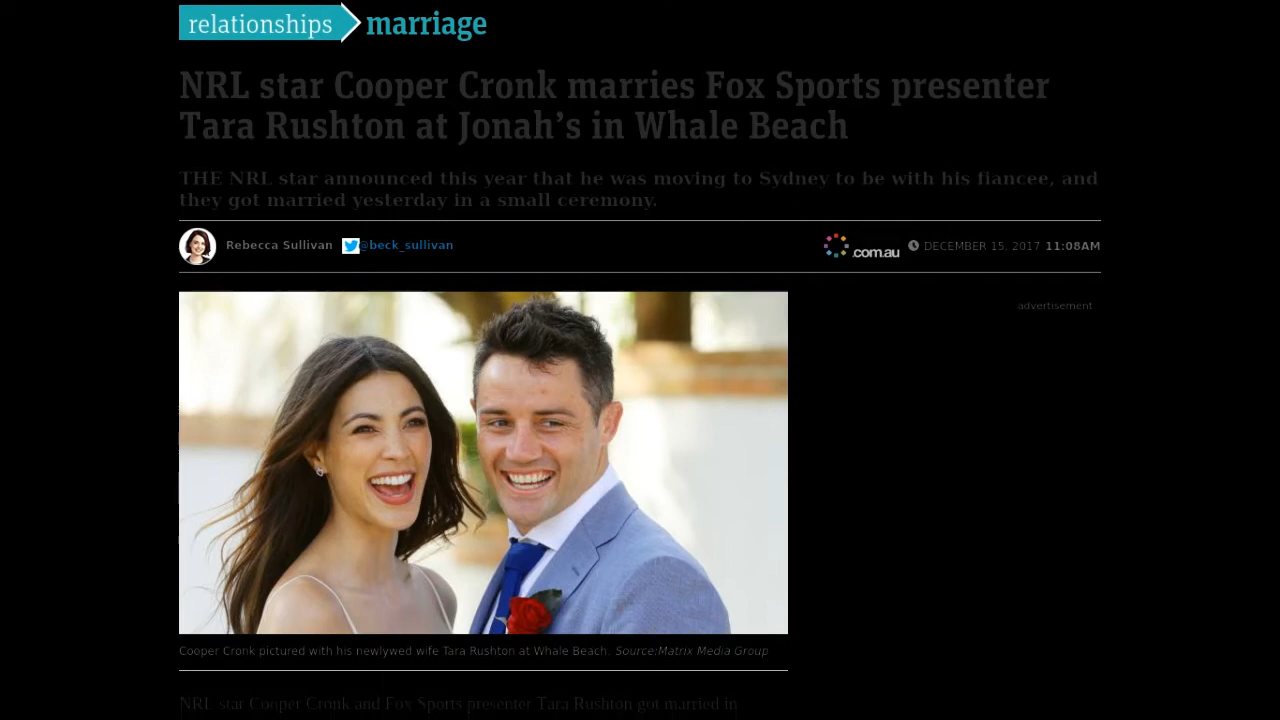 relationships marriage
NRL star Cooper Cronk marries Fox Sports presenter
Tara Rushton at Jonah's in Whale Beach
THE NRL star announced this year that he was moving to Sydney to be with his fiancee, and
they got married yesterday in a small ceremony.
Rebecca Sullivan @beck_sullivan .com.au DECEMBER 15, 2017 11:08AM
advertisement
Cooper Cronk pictured with his newlywed wife Tara Rushton at Whale Beach. Source:Matrix Media Group
NRL star Cooper Cronk and Fox Sports presenter Tara Rushton got married in